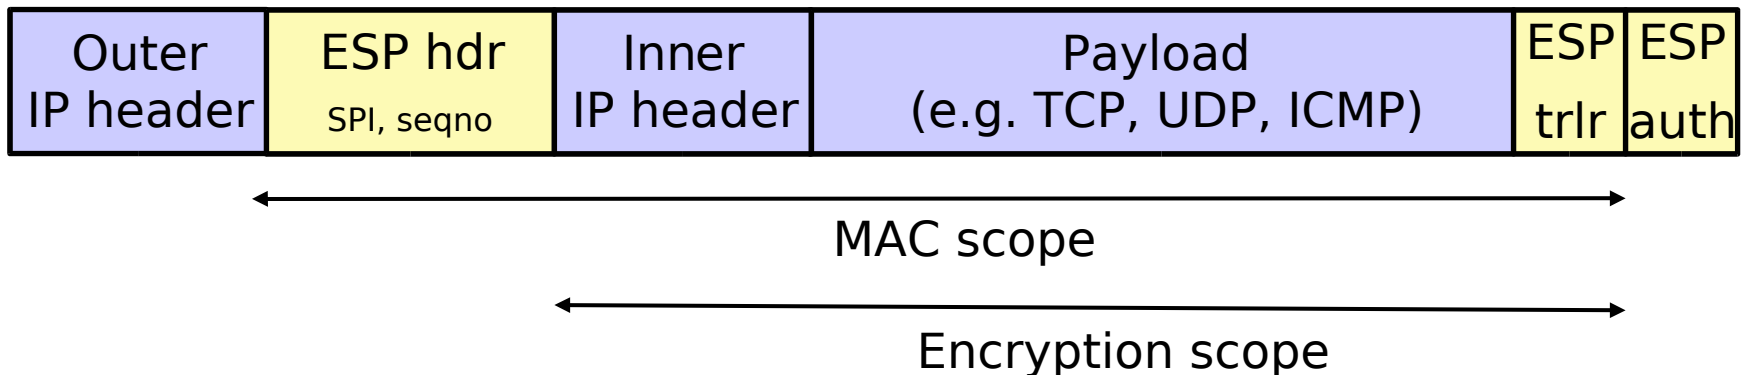 Outer
IP header
ESP hdr
SPI, seqno
Inner
IP header
Payload
(e.g. TCP, UDP, ICMP)
ESP
trlr
ESP
auth
MAC scope
Encryption scope